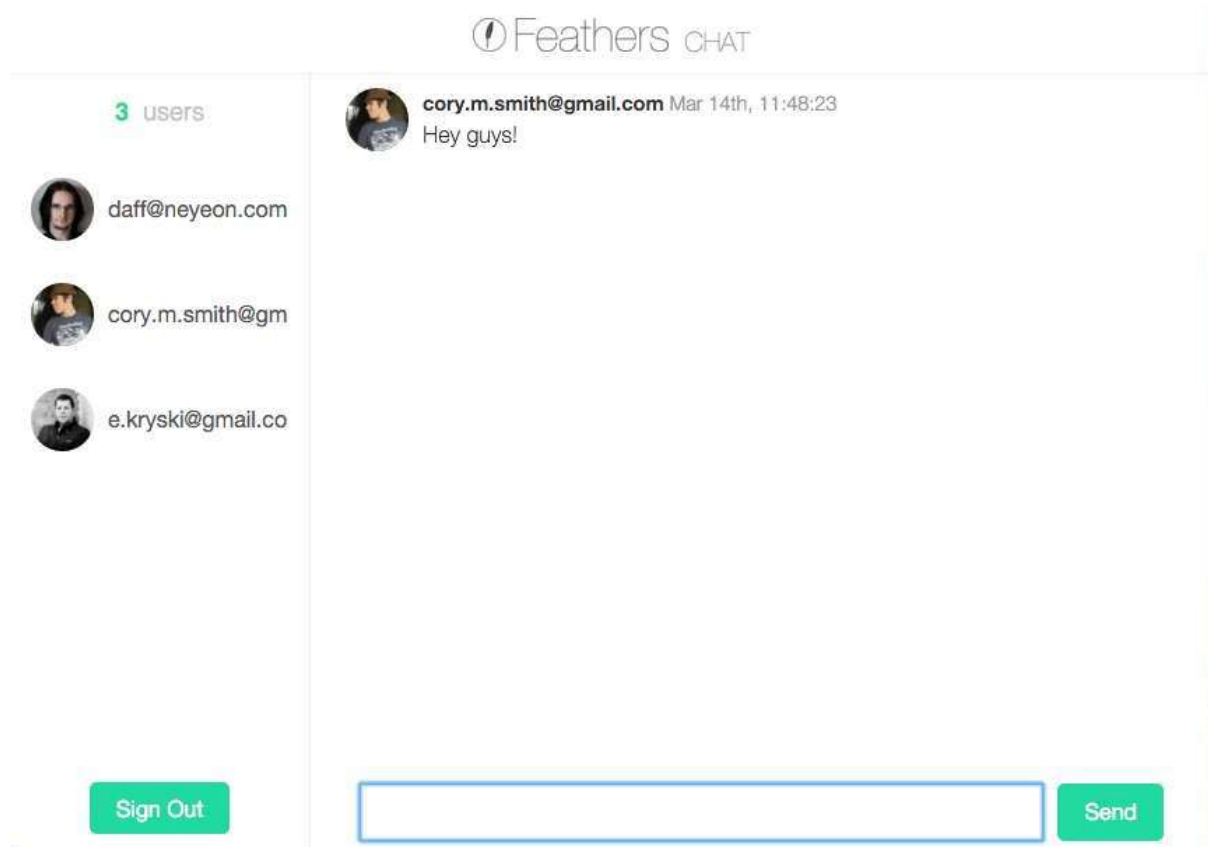 Feathers CHAT
3 users
daff@neyeon.com
cory.m.smith@gm
e.kryski@gmail.co
Sign Out
cory.m.smith@gmail.com Mar 14th, 11:48:23
Hey guys!
Send